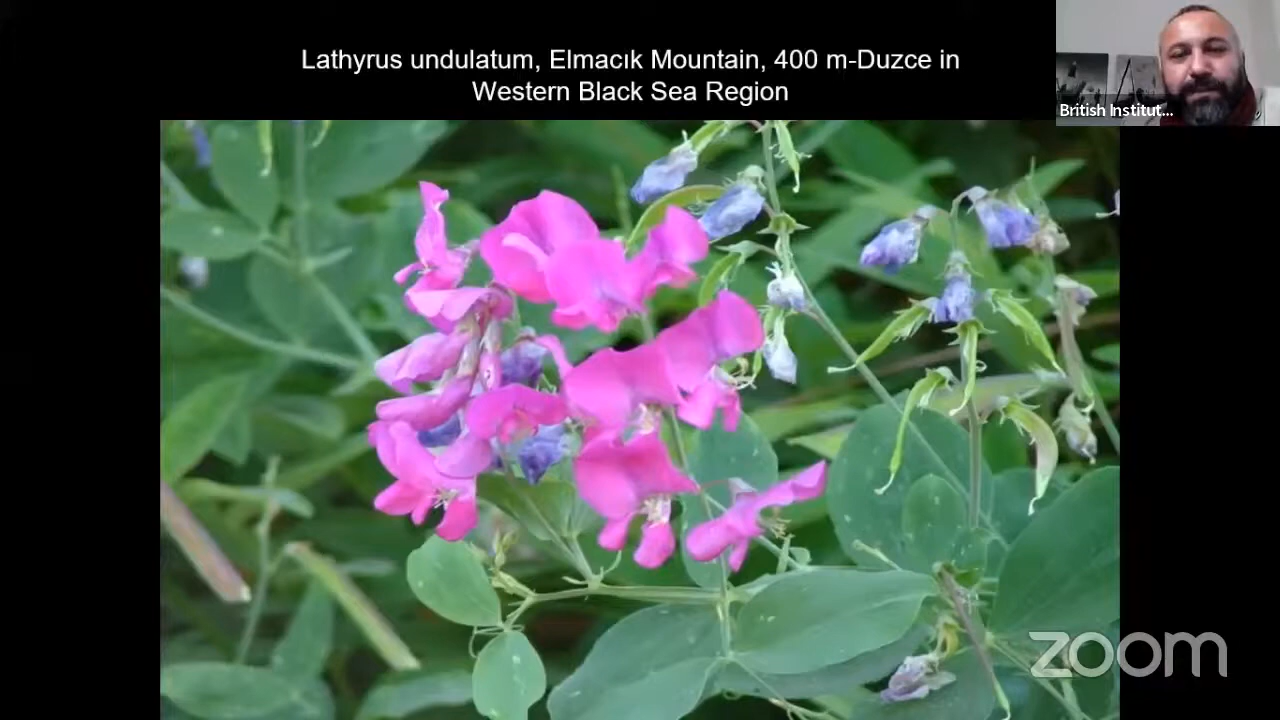 Lathyrus undulatum, Elmacık Mountain, 400 m-Duzce in
Western Black Sea Region
British Institut...
zoom